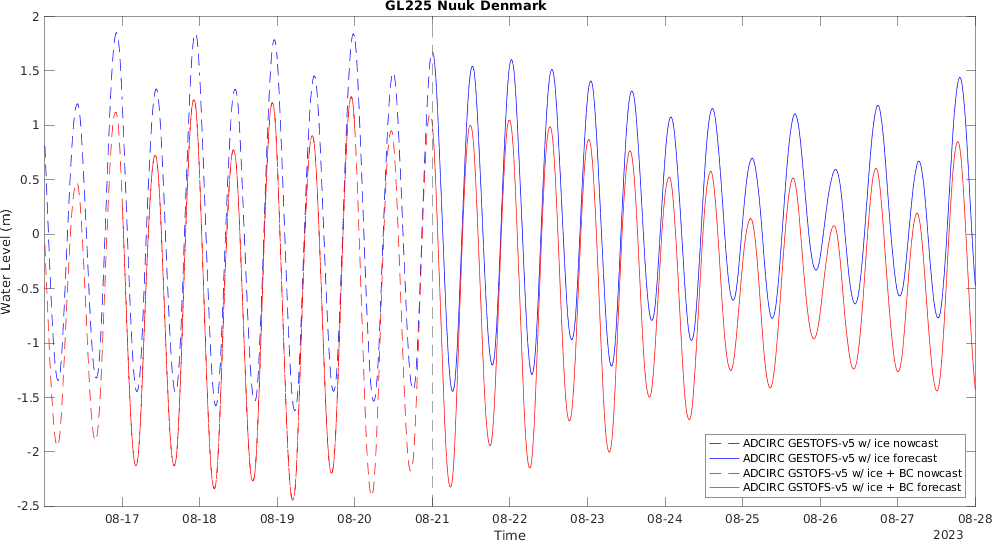 GL225 Nuuk Denmark
2
1.5
1
0.5
0
-0.5
-1
-1.5
-2
-2.5
Water Level (m)
08-17 08-18 08-19 08-20 08-21 08-22 08-23 08-24 08-25 08-26 08-27 08-28
Time
2023
ADCIRC GESTOFS-v5 w/ ice nowcast
ADCIRC GESTOFS-v5 w/ ice forecast
ADCIRC GSTOFS-v5 w/ ice + BC nowcast
ADCIRC GSTOFS-v5 w/ ice + BC forecast